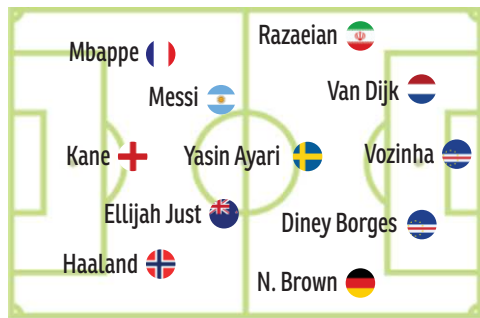 Razaeian
Mbappe
Van Dijk
Messi
Kane
Yasin Ayari
Vozinha
Ellijah Just
Diney Borges
Haaland
N. Brown